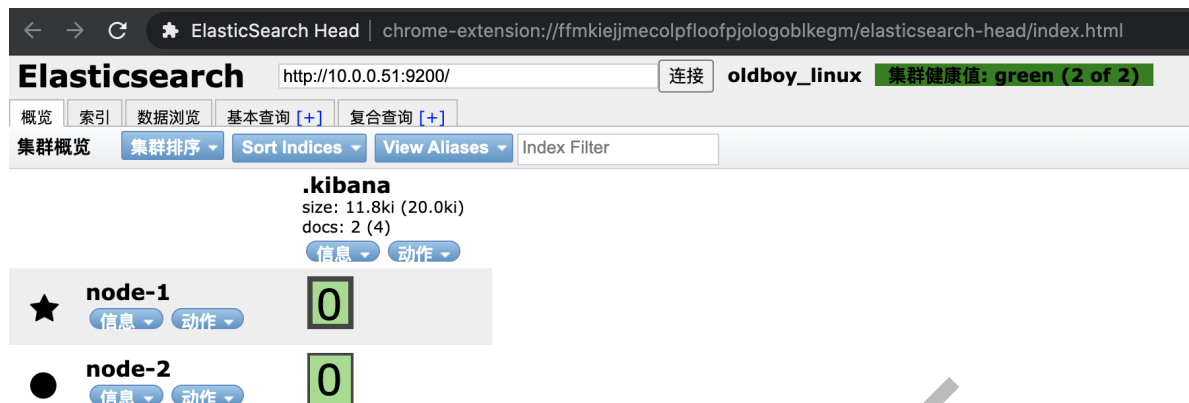 ElasticSearch Head | chrome-extension://ffmkiejjmecolpfloofpjologoblkegm/elasticsearch-head/index.html
Elasticsearch http://10.0.0.51:9200/ 连接 oldboy_linux 集群健康值: green (2 of 2)
概览 索引 数据浏览 基本查询 [+] 复合查询 [+]
集群概览 集群排序 Sort Indices View Aliases Index Filter
.kibana
size: 11.8ki (20.0ki)
docs: 2 (4)
信息 动作
node-1 0
信息 动作
node-2 0
信息 动作